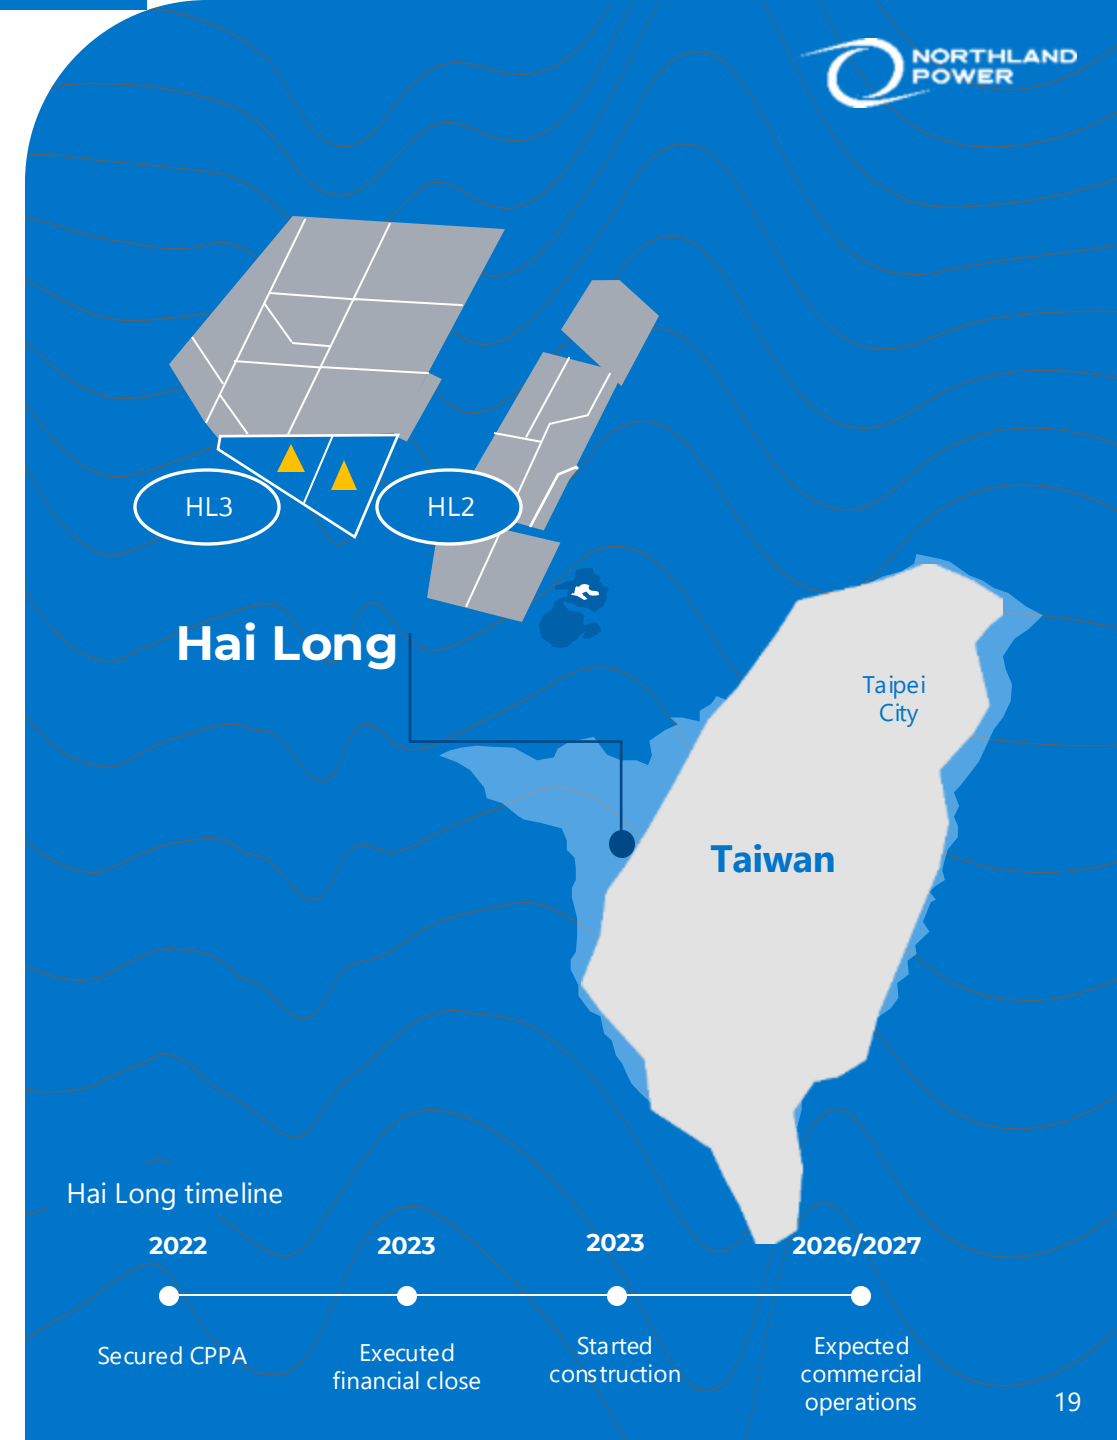 NORTHLAND
POWER
HL3
HL2
Hai Long
Taipei
City
Taiwan
Hai Long timeline
2022
2023
2023
2026/2027
Secured CPPA
Executed
financial close
Started
construction
Expected
commercial
operations
19